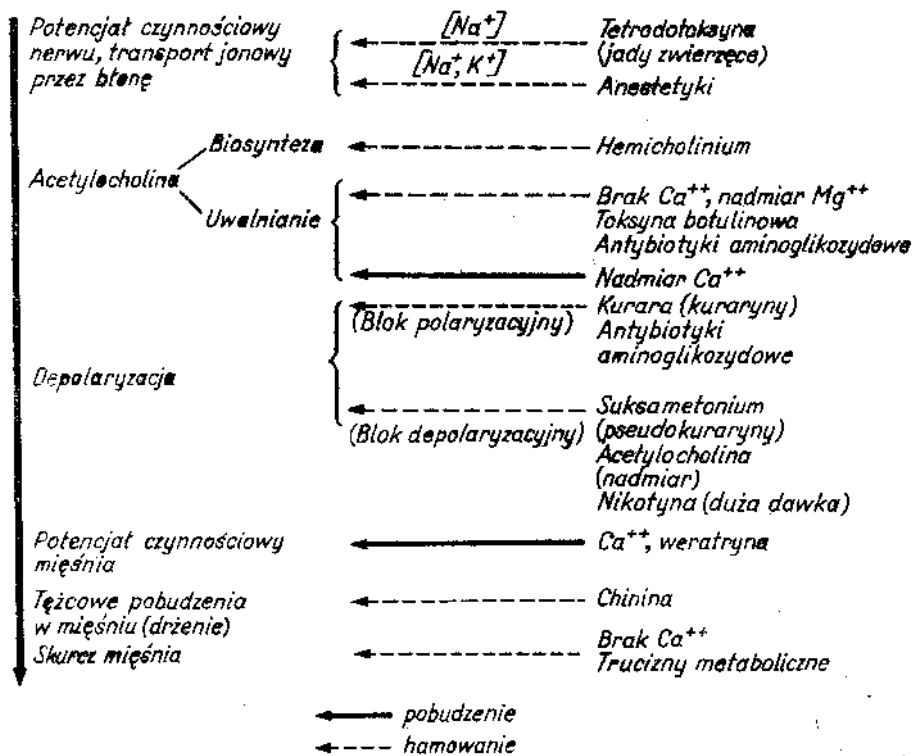 Potencjał czynnościowy
nerwu, transport jonowy
przez błonę
[Na⁺]
[Na⁺, K⁺]
Tetrodotoksyna
(jady zwierzęce)
Anestetyki
Acetylocholina
Biosynteza
Hemicholinium
Uwalnianie
Brak Ca⁺⁺, nadmiar Mg⁺⁺
Toksyna botulinowa
Antybiotyki aminoglikozydowe
Nadmiar Ca⁺⁺
Depolaryzacja
(Blok polaryzacyjny)
Kurara (kuraryny)
Antybiotyki
aminoglikozydowe
(Blok depolaryzacyjny)
Suksametonium
(pseudokuraryny)
Acetylocholina
(nadmiar)
Nikotyna (duża dawka)
Potencjał czynnościowy
mięśnia
Ca⁺⁺, weratryna
Tężcowe pobudzenia
w mięśniu (drżenie)
Chinina
Skurcz mięśnia
Brak Ca⁺⁺
Trucizny metaboliczne
pobudzenie
hamowanie